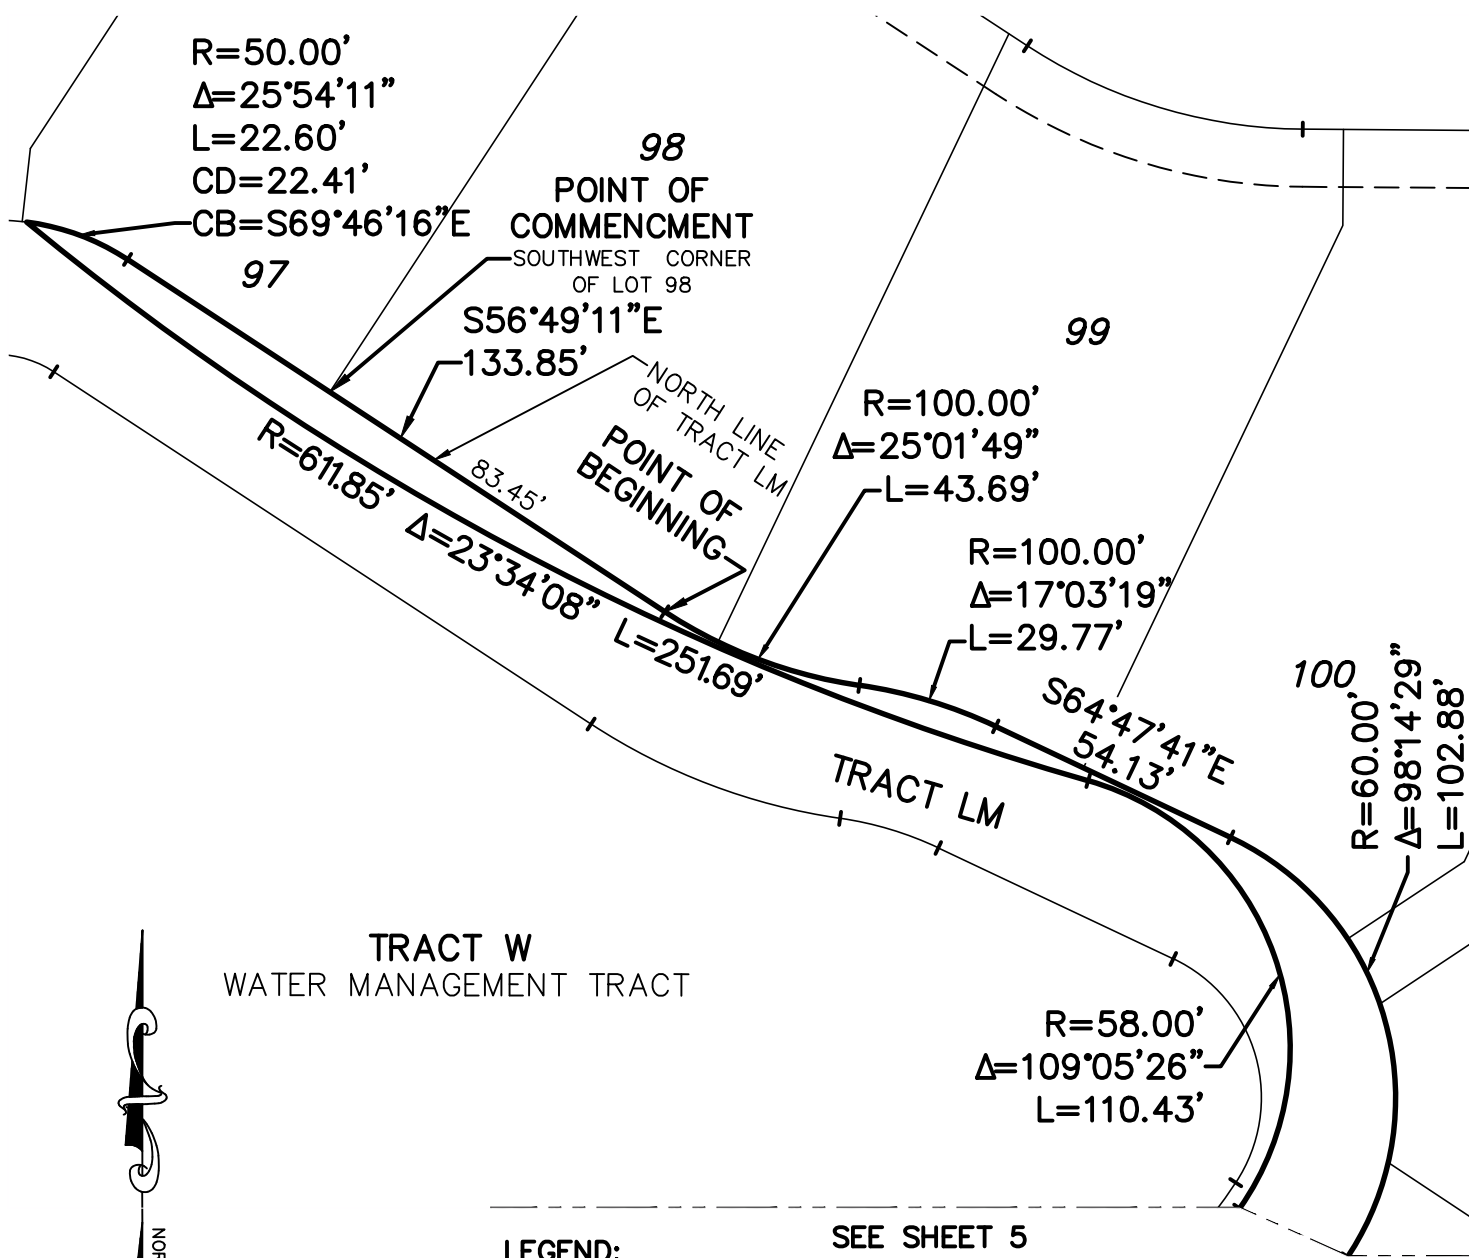 R=50.00'
Δ=25°54'11"
L=22.60'
CD=22.41'
CB=S69°46'16"E
97
98
POINT OF
COMMENCMENT
SOUTHWEST CORNER
OF LOT 98
S56°49'11"E
133.85'
NORTH LINE
OF TRACT LM
83.45'
POINT OF
BEGINNING
R=611.85' Δ=23°34'08" L=251.69'
99
R=100.00'
Δ=25°01'49"
L=43.69'
R=100.00'
Δ=17°03'19"
L=29.77'
S64°47'41"E
54.13'
100
R=60.00'
Δ=98°14'29"
L=102.88'
TRACT LM
TRACT W
WATER MANAGEMENT TRACT
R=58.00'
Δ=109°05'26"
L=110.43'
SEE SHEET 5
LEGEND: